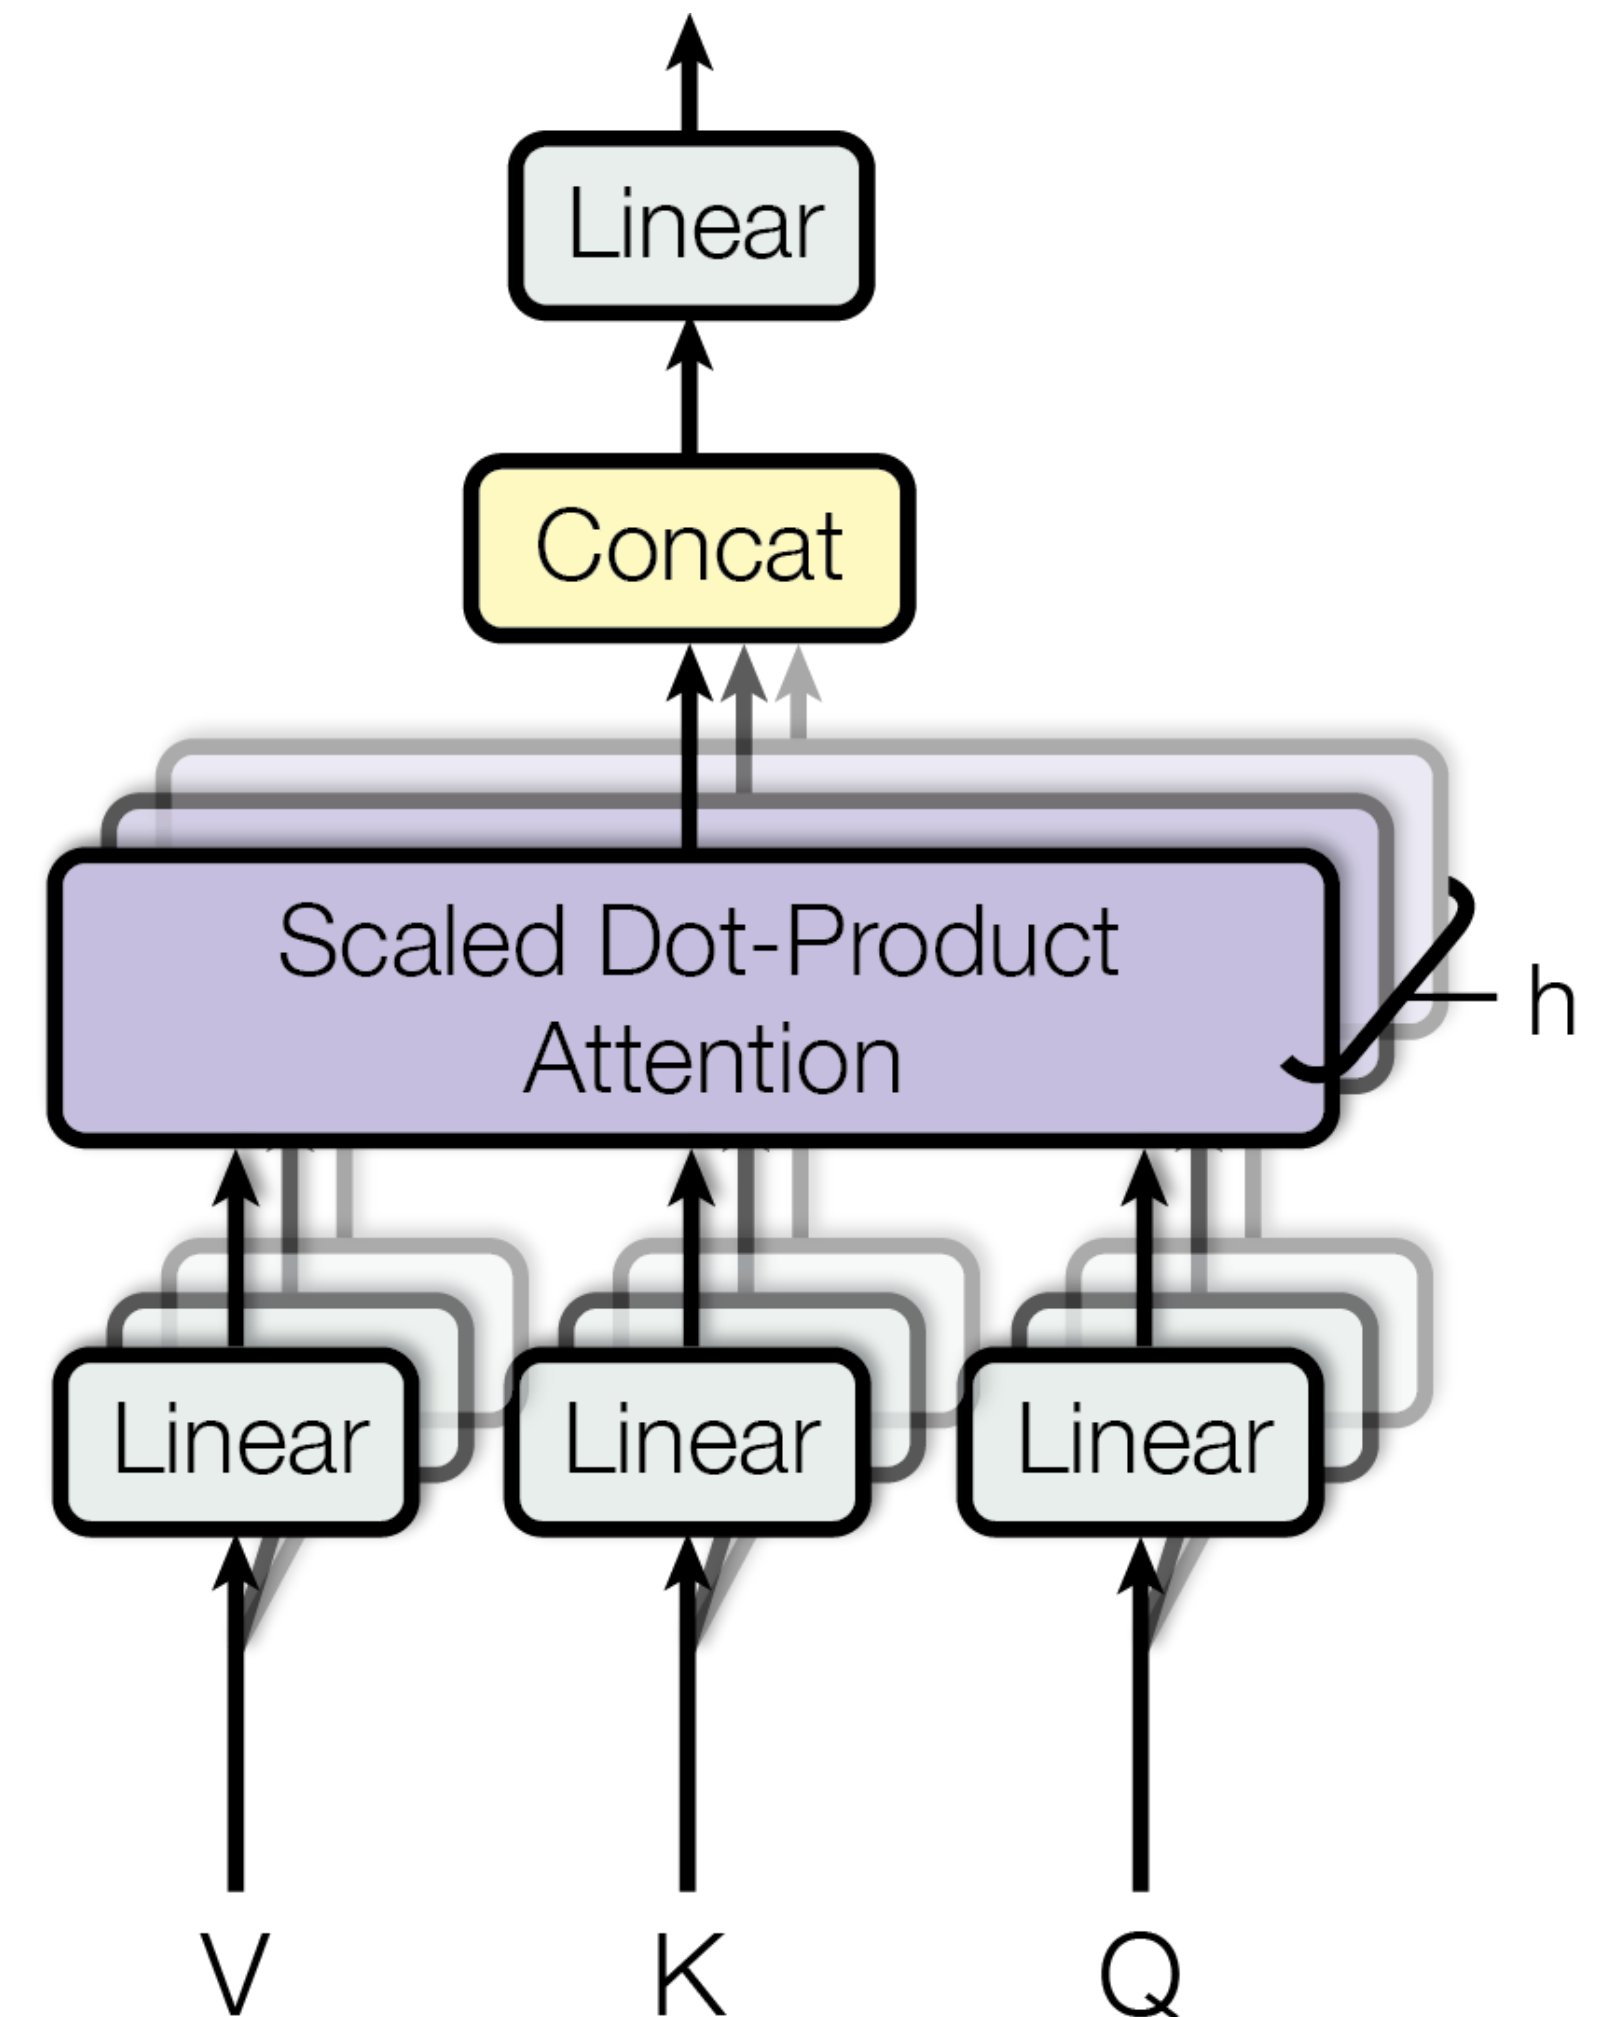 Linear
Concat
Scaled Dot-Product
Attention
h
Linear Linear Linear
V K Q